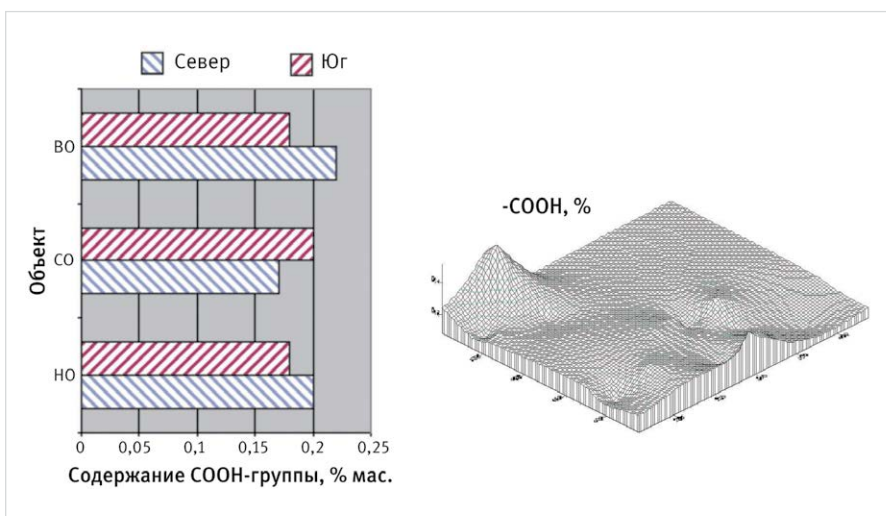 Север
Юг
Объект
ВО
СО
НО
0
0,05
0,1
0,15
0,2
0,25
Содержание СООН-группы, % мас.
-СООН, %